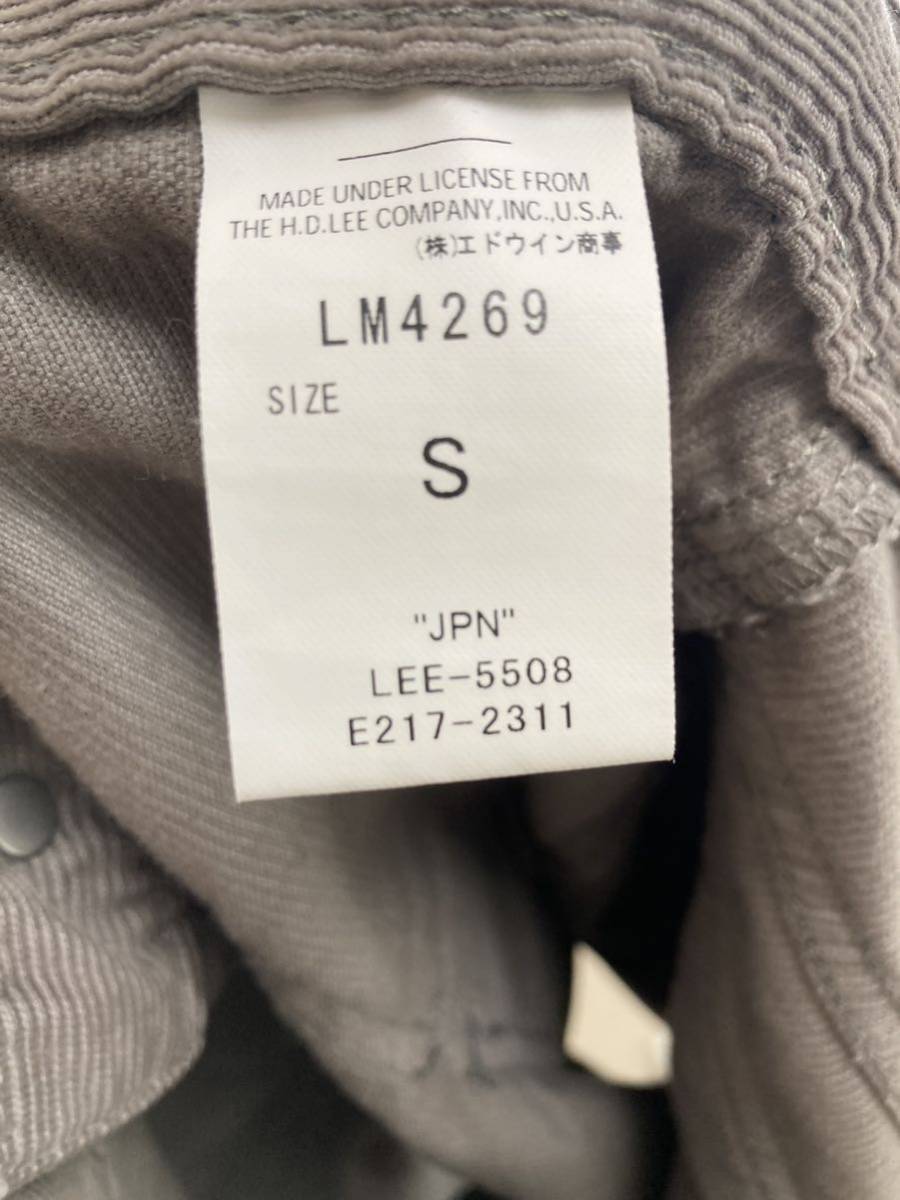 MADE UNDER LICENSE FROM
THE H.D.LEE COMPANY,INC.,U.S.A.
(株)エドウイン商事
LM4269
SIZE
S
"JPN"
LEE-5508
E217-2311